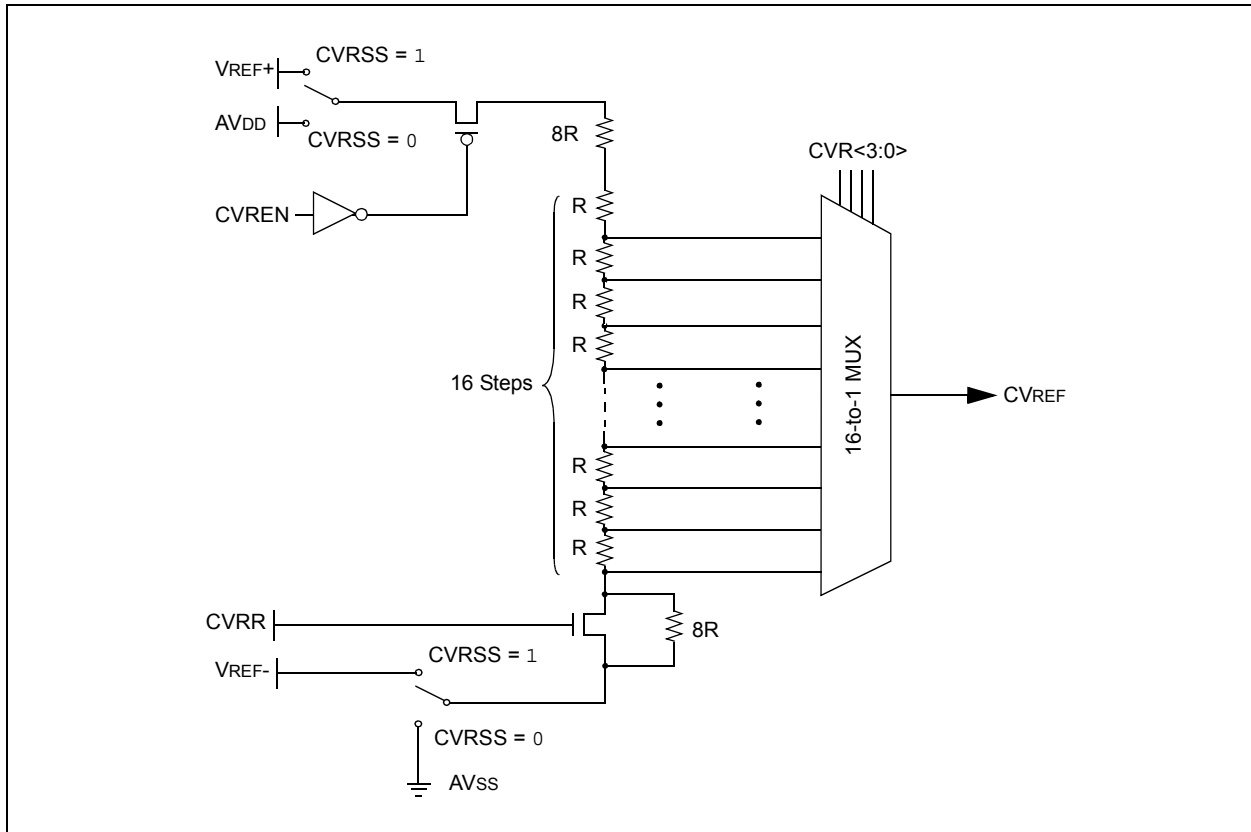 CVRSS = 1
VREF+
AVDD
CVRSS = 0
8R
CVR<3:0>
CVREN
R
R
R
R
16 Steps
16-to-1 MUX
CVREF
R
R
R
CVRR
8R
CVRSS = 1
VREF-
CVRSS = 0
AVSS